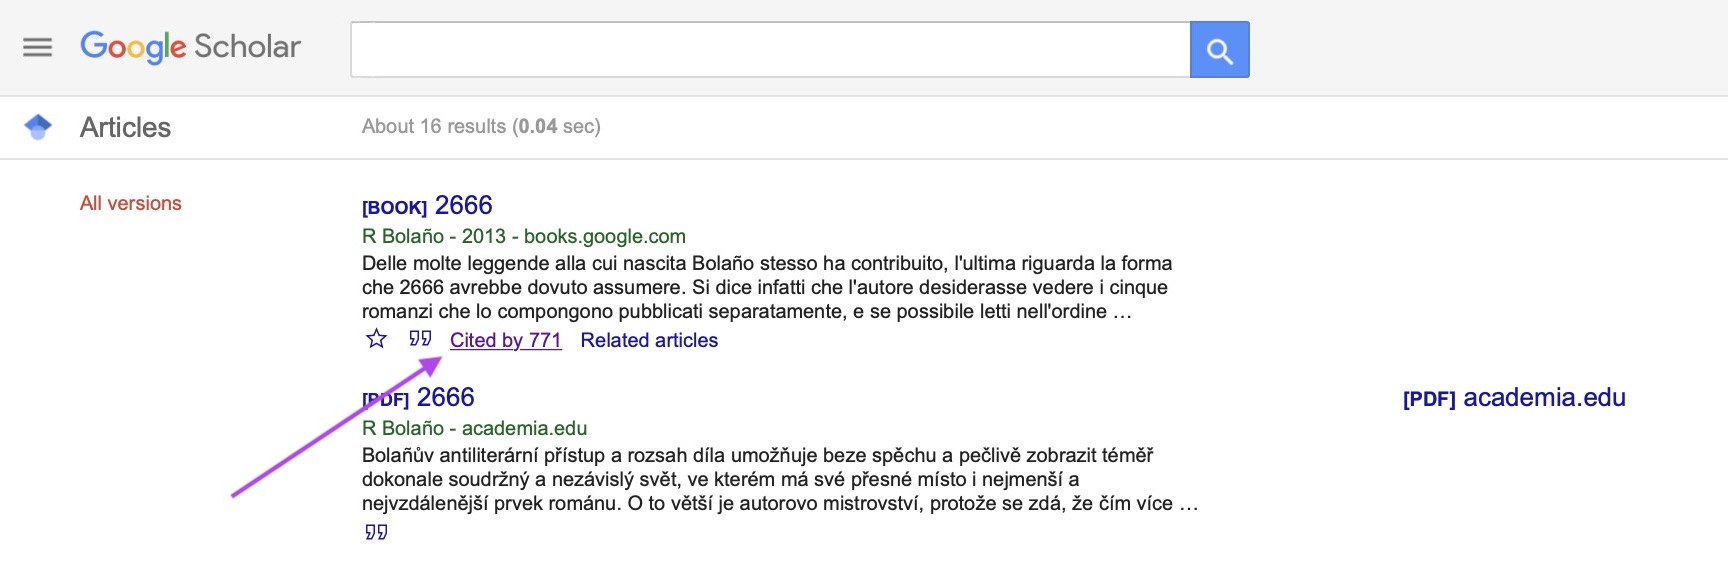 Google Scholar
Articles
About 16 results (0.04 sec)
All versions
[BOOK] 2666
R Bolaño - 2013 - books.google.com
Delle molte leggende alla cui nascita Bolaño stesso ha contribuito, l'ultima riguarda la forma
che 2666 avrebbe dovuto assumere. Si dice infatti che l'autore desiderasse vedere i cinque
romanzi che lo compongono pubblicati separatamente, e se possibile letti nell'ordine …
Cited by 771 Related articles
[PDF] 2666
[PDF] academia.edu
R Bolaño - academia.edu
Bolañův antiliterární přístup a rozsah díla umožňuje beze spěchu a pečlivě zobrazit téměř
dokonale soudržný a nezávislý svět, ve kterém má své přesné místo i nejmenší a
nejvzdálenější prvek románu. O to větší je autorovo mistrovství, protože se zdá, že čím více …